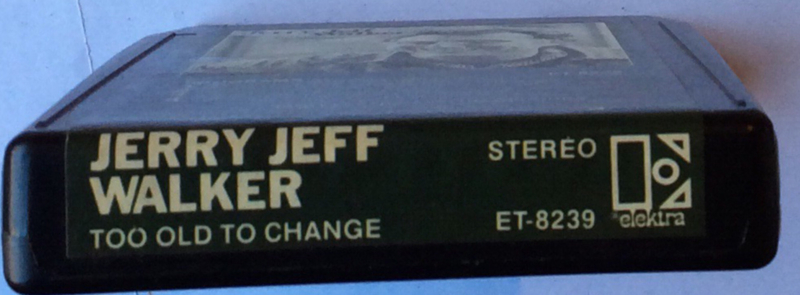 JERRY JEFF
WALKER
TOO OLD TO CHANGE
STEREO
ET-8239
elektra